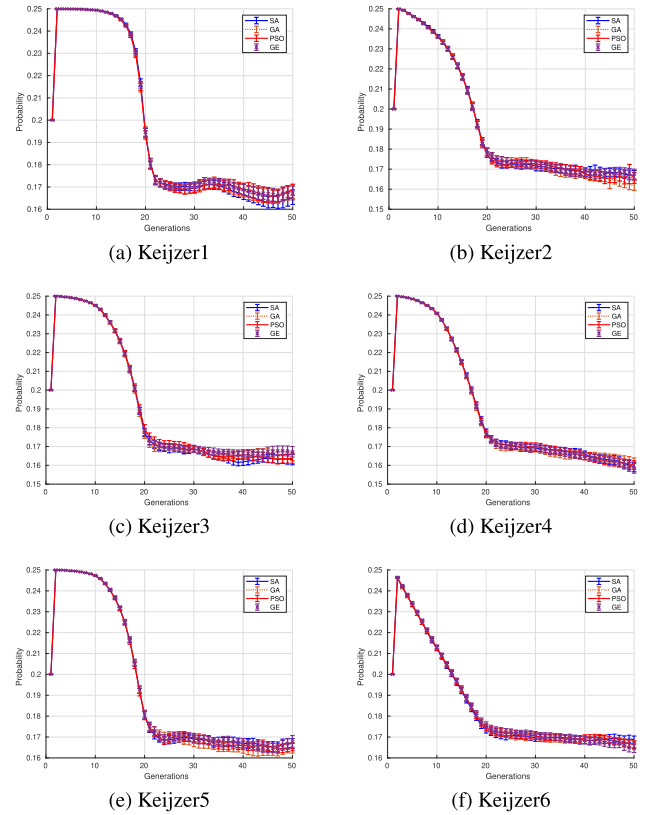 0.25
0.24
0.23
0.22
0.21
0.2
0.19
0.18
0.17
0.16
Probability
0 10 20 30 40 50
Generations
SA
GA
PSO
GE
(a) Keijzer1
0.25
0.24
0.23
0.22
0.21
0.2
0.19
0.18
0.17
0.16
0.15
Probability
0 10 20 30 40 50
Generations
SA
GA
PSO
GE
(b) Keijzer2
0.25
0.24
0.23
0.22
0.21
0.2
0.19
0.18
0.17
0.16
0.15
Probability
0 10 20 30 40 50
Generations
SA
GA
PSO
GE
(c) Keijzer3
0.25
0.24
0.23
0.22
0.21
0.2
0.19
0.18
0.17
0.16
0.15
Probability
0 10 20 30 40 50
Generations
SA
GA
PSO
GE
(d) Keijzer4
0.25
0.24
0.23
0.22
0.21
0.2
0.19
0.18
0.17
0.16
Probability
0 10 20 30 40 50
Generations
SA
GA
PSO
GE
(e) Keijzer5
0.25
0.24
0.23
0.22
0.21
0.2
0.19
0.18
0.17
0.16
Probability
0 10 20 30 40 50
Generations
SA
GA
PSO
GE
(f) Keijzer6